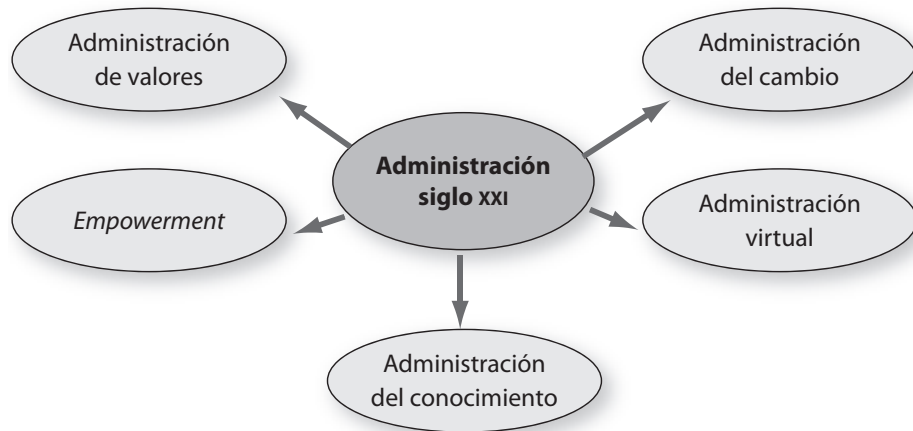 Administración
de valores
Administración
del cambio
Administración
siglo XXI
Empowerment
Administración
virtual
Administración
del conocimiento